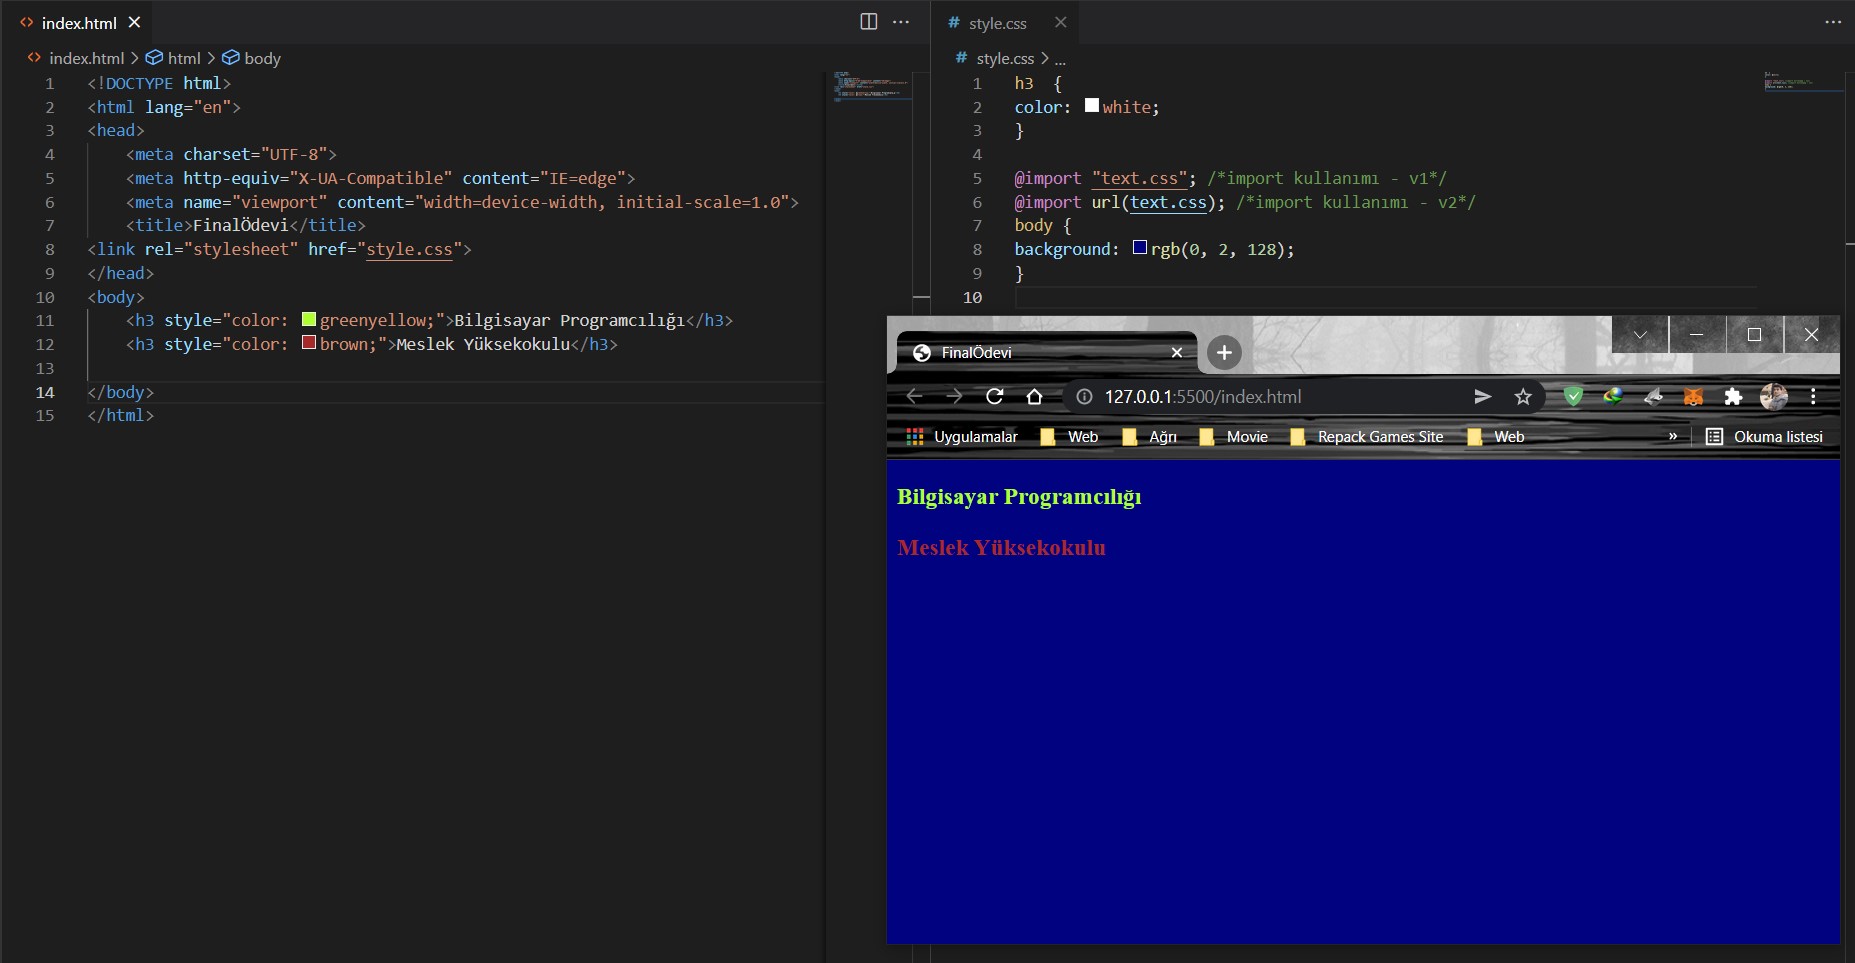 index.html
index.html > html > body
1 <!DOCTYPE html>
2 <html lang="en">
3 <head>
4 <meta charset="UTF-8">
5 <meta http-equiv="X-UA-Compatible" content="IE=edge">
6 <meta name="viewport" content="width=device-width, initial-scale=1.0">
7 <title>FinalÖdevi</title>
8 <link rel="stylesheet" href="style.css">
9 </head>
10 <body>
11 <h3 style="color: greenyellow;">Bilgisayar Programcılığı</h3>
12 <h3 style="color: brown;">Meslek Yüksekokulu</h3>
13
14 </body>
15 </html>
# style.css
# style.css > ...
1 h3 {
2 color: white;
3 }
4
5 @import "text.css"; /*import kullanımı - v1*/
6 @import url(text.css); /*import kullanımı - v2*/
7 body {
8 background: rgb(0, 2, 128);
9 }
10
FinalÖdevi
127.0.0.1:5500/index.html
Uygulamalar Web Ağrı Movie Repack Games Site Web » Okuma listesi
Bilgisayar Programcılığı
Meslek Yüksekokulu